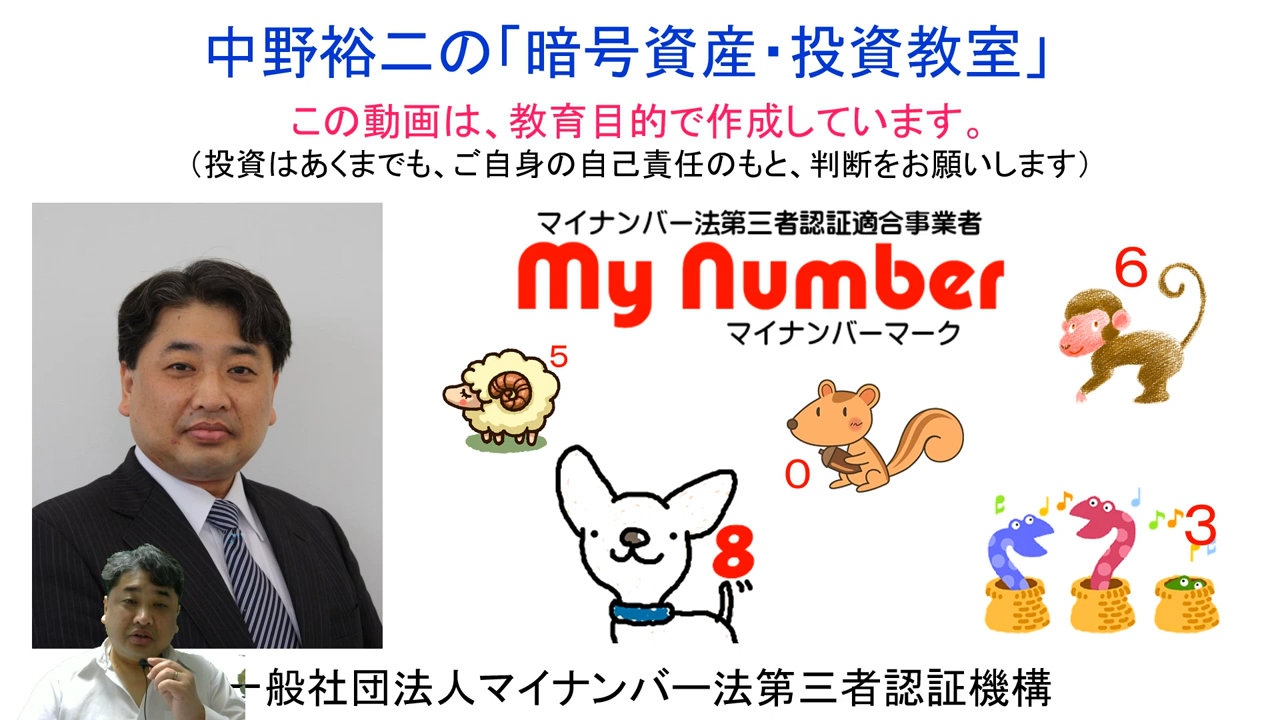 中野裕二の「暗号資産・投資教室」
この動画は、教育目的で作成しています。
（投資はあくまでも、ご自身の自己責任のもと、判断をお願いします）
マイナンバー法第三者認証適合事業者
My Number
マイナンバーマーク
6
5
0
8
3
一般社団法人マイナンバー法第三者認証機構